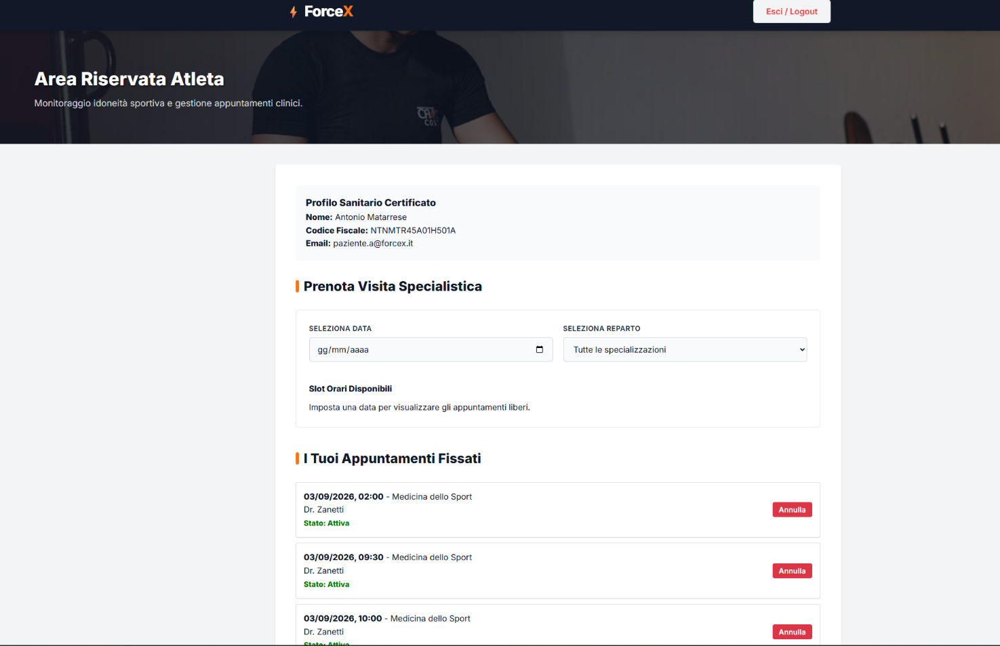 ForceX
Esci / Logout
Area Riservata Atleta
Monitoraggio idoneità sportiva e gestione appuntamenti clinici.
Profilo Sanitario Certificato
Nome: Antonio Matarrese
Codice Fiscale: NTNMTR45A01H501A
Email: paziente.a@forcex.it
Prenota Visita Specialistica
SELEZIONA DATA
SELEZIONA REPARTO
gg/mm/aaaa
Tutte le specializzazioni
Slot Orari Disponibili
Imposta una data per visualizzare gli appuntamenti liberi.
I Tuoi Appuntamenti Fissati
03/09/2026, 02:00 - Medicina dello Sport
Dr. Zanetti
Annulla
Stato: Attiva
03/09/2026, 09:30 - Medicina dello Sport
Dr. Zanetti
Annulla
Stato: Attiva
03/09/2026, 10:00 - Medicina dello Sport
Dr. Zanetti
Annulla
Stato: Attiva